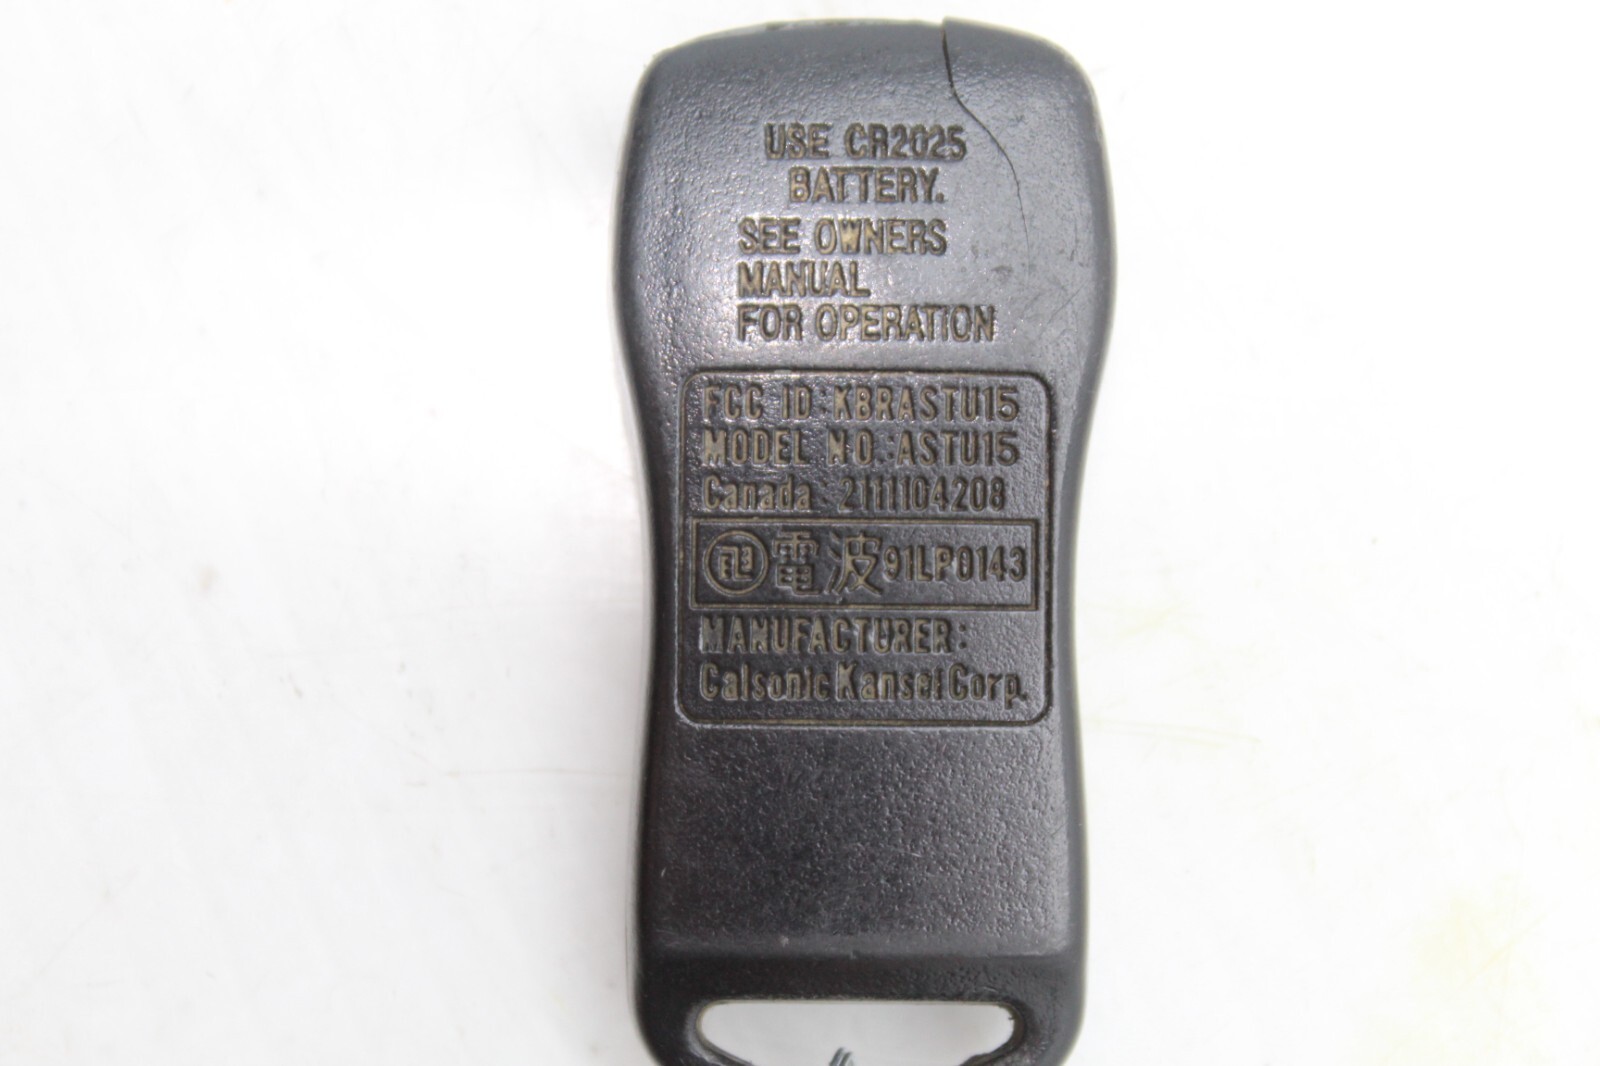 USE CR2025
BATTERY.
SEE OWNERS
MANUAL
FOR OPERATION
FCC ID:KBRASTU15
MODEL NO.:ASTU15
Canada 2111104208
電波91LP0143
MANUFACTURER:
Calsonic Kansei Corp.